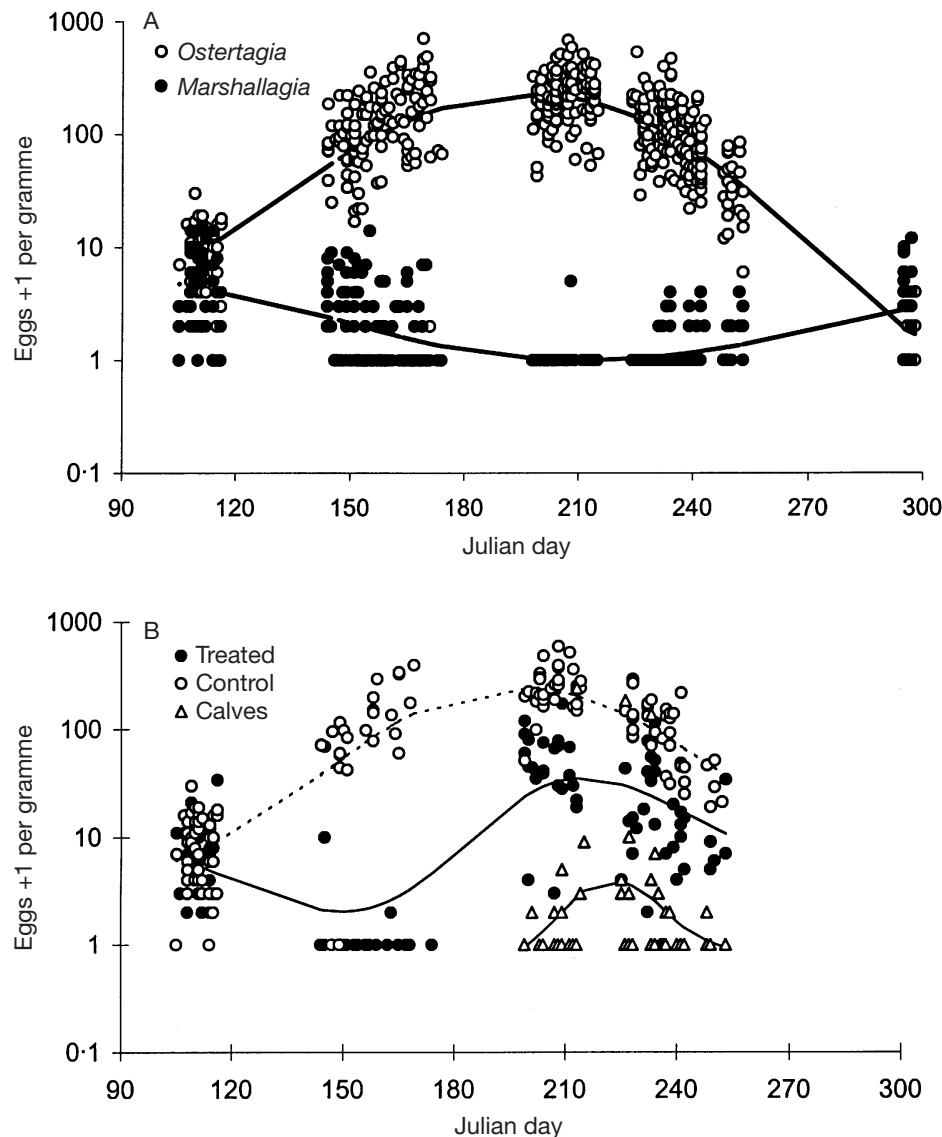 A
Ostertagia
Marshallagia
Eggs +1 per gramme
1000
100
10
1
0·1
90 120 150 180 210 240 270 300
Julian day
B
Treated
Control
Calves
Eggs +1 per gramme
1000
100
10
1
0·1
90 120 150 180 210 240 270 300
Julian day